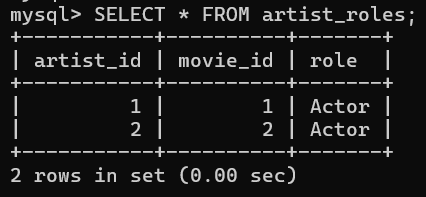 mysql> SELECT * FROM artist_roles;
+-----------+----------+-------+
| artist_id | movie_id | role  |
+-----------+----------+-------+
|         1 |        1 | Actor |
|         2 |        2 | Actor |
+-----------+----------+-------+
2 rows in set (0.00 sec)